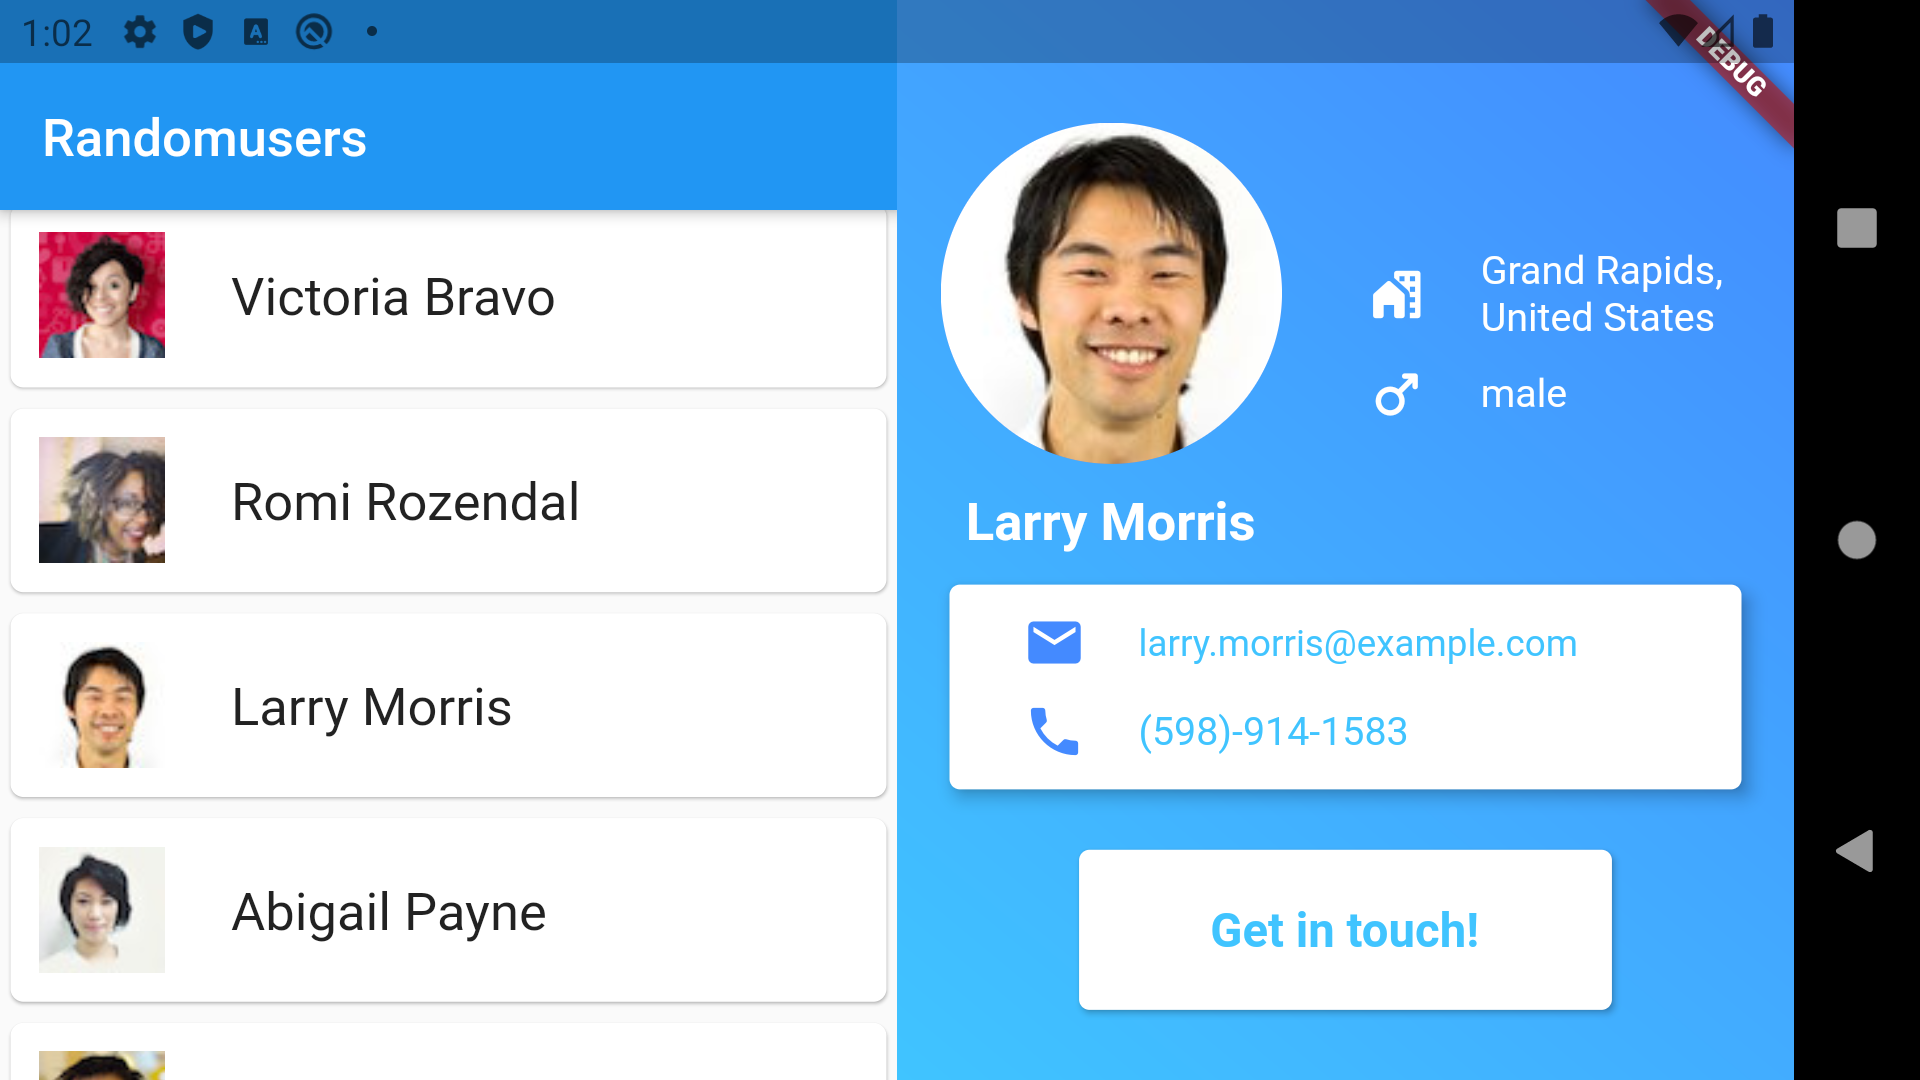 1:02
DEBUG
Randomusers
Victoria Bravo
Romi Rozendal
Larry Morris
Abigail Payne
Grand Rapids,
United States
male
Larry Morris
larry.morris@example.com
(598)-914-1583
Get in touch!